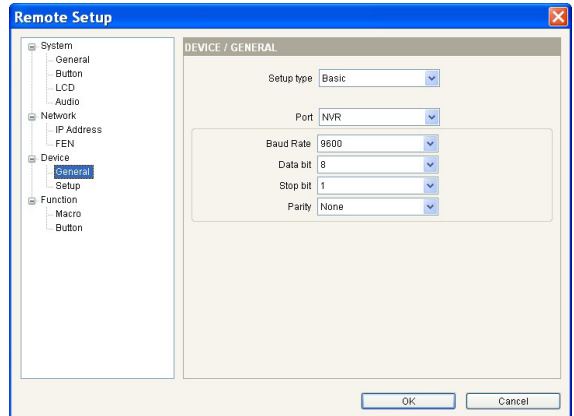 Remote Setup
System
General
Button
LCD
Audio
Network
IP Address
FEN
Device
General
Setup
Function
Macro
Button
DEVICE / GENERAL
Setup type Basic
Port NVR
Baud Rate 9600
Data bit 8
Stop bit 1
Parity None
OK Cancel